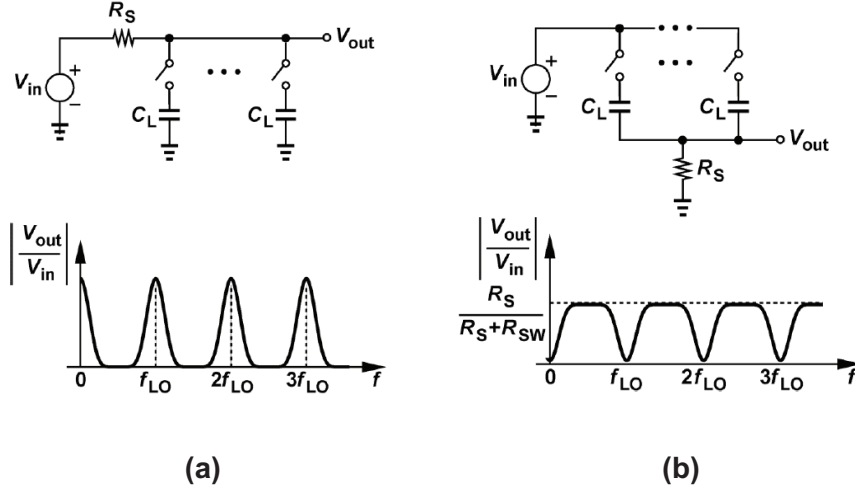 R_S
V_out
V_in
+
−
C_L
C_L
|V_out / V_in|
0 f_LO 2f_LO 3f_LO f
(a)
V_in
+
−
C_L
C_L
V_out
R_S
|V_out / V_in|
R_S / R_S+R_SW
0 f_LO 2f_LO 3f_LO f
(b)